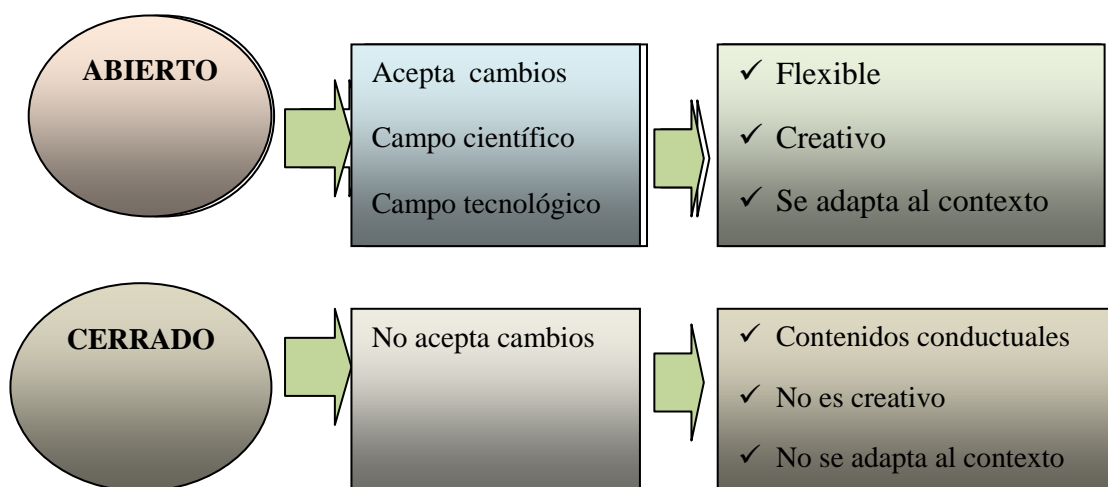 ABIERTO
Acepta cambios
Campo científico
Campo tecnológico
✓ Flexible
✓ Creativo
✓ Se adapta al contexto
CERRADO
No acepta cambios
✓ Contenidos conductuales
✓ No es creativo
✓ No se adapta al contexto